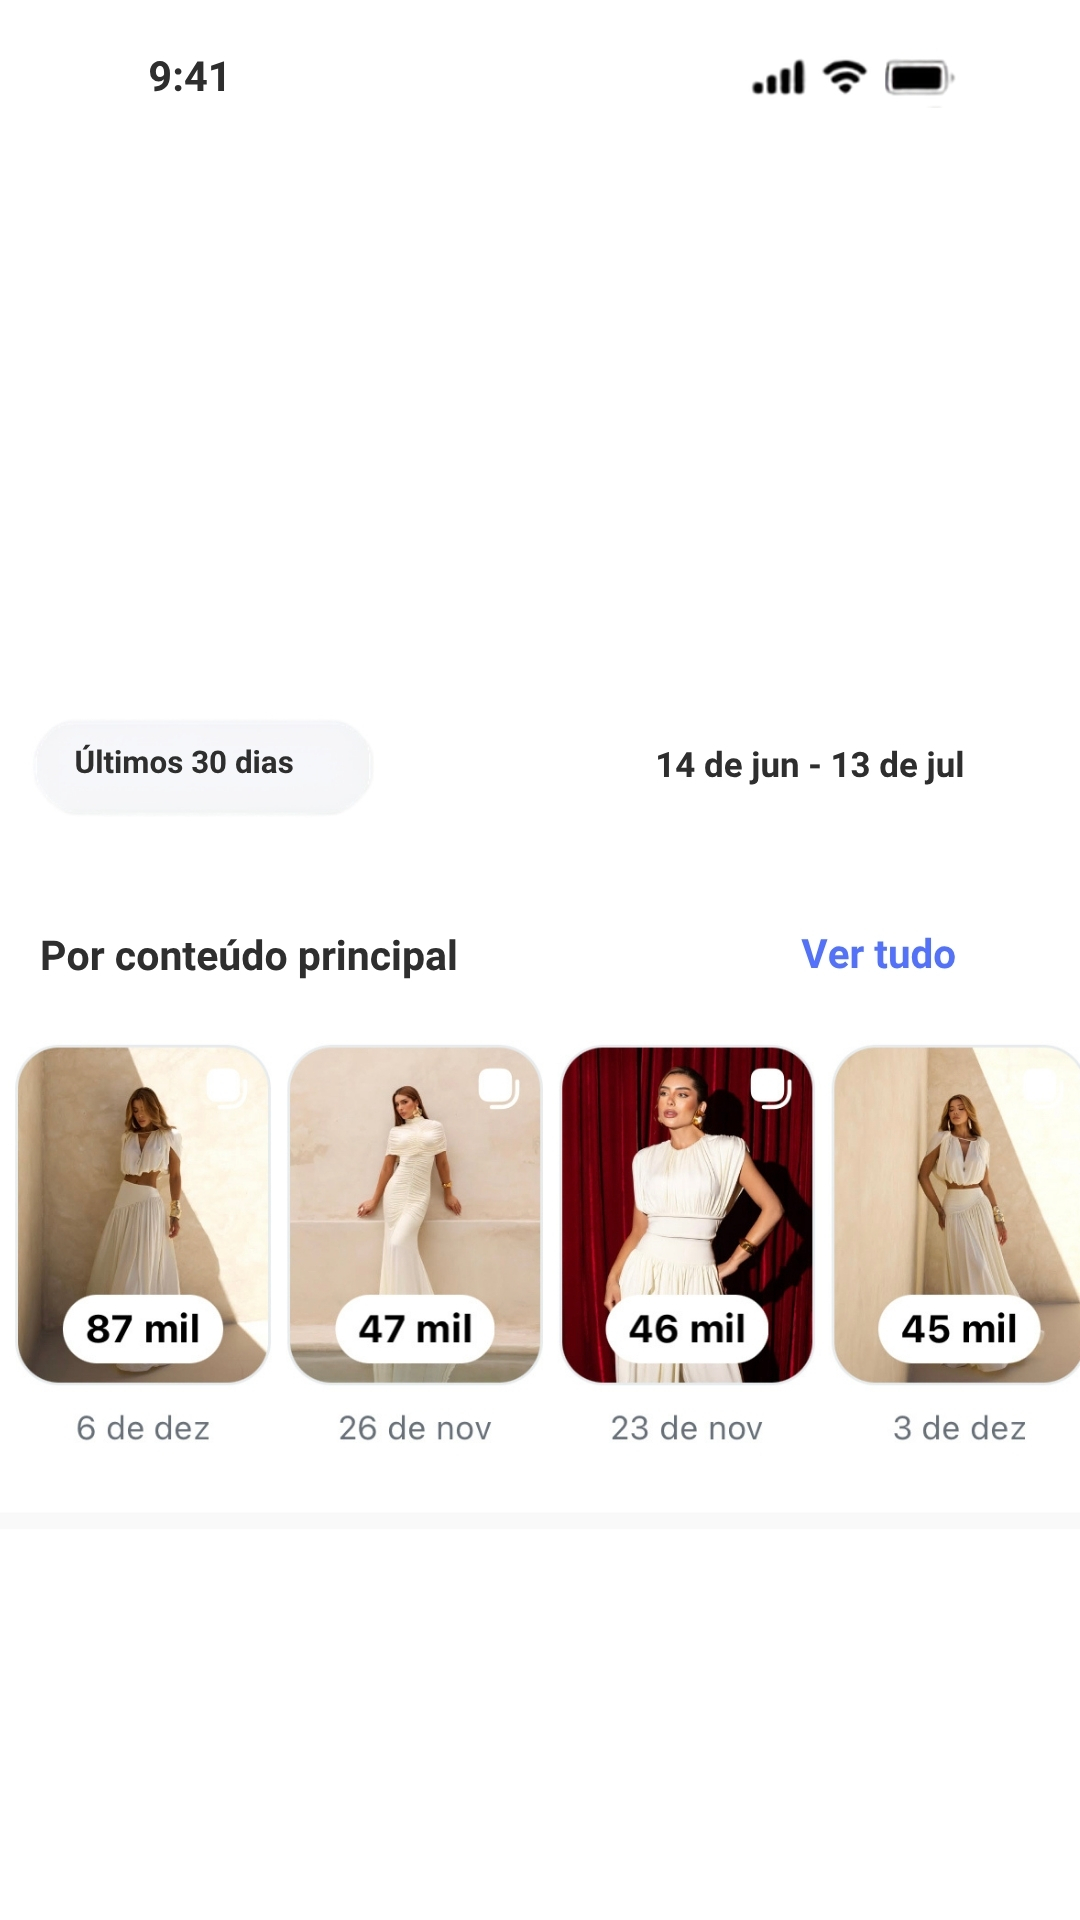 9:41
Últimos 30 dias
14 de jun - 13 de jul
Por conteúdo principal
Ver tudo
87 mil
47 mil
46 mil
45 mil
6 de dez
26 de nov
23 de nov
3 de dez